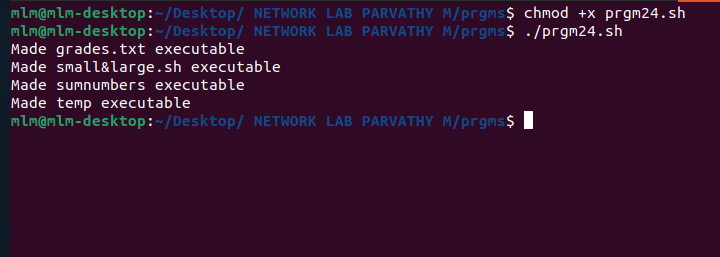 mlm@mlm-desktop:~/Desktop/ NETWORK LAB PARVATHY M/prgms$ chmod +x prgm24.sh
mlm@mlm-desktop:~/Desktop/ NETWORK LAB PARVATHY M/prgms$ ./prgm24.sh
Made grades.txt executable
Made small&large.sh executable
Made sumnumbers executable
Made temp executable
mlm@mlm-desktop:~/Desktop/ NETWORK LAB PARVATHY M/prgms$